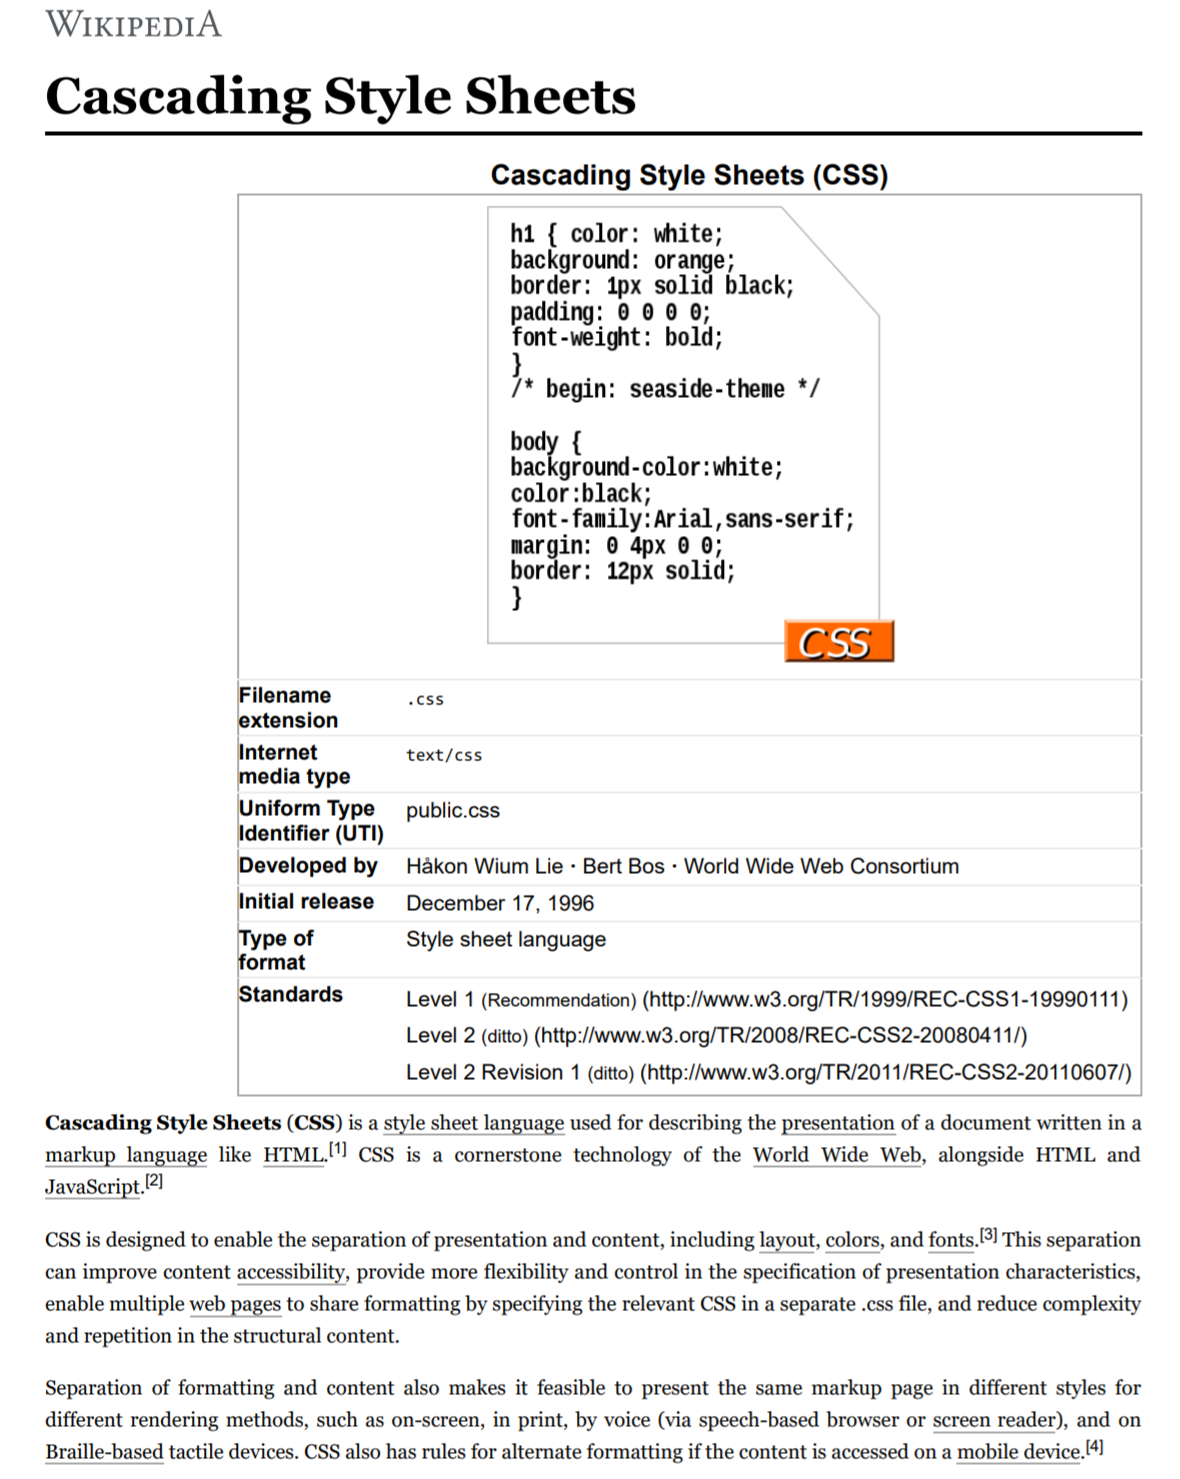 WIKIPEDIA
Cascading Style Sheets
Cascading Style Sheets (CSS)
h1 { color: white;
background: orange;
border: 1px solid black;
padding: 0 0 0 0;
font-weight: bold;
}
/* begin: seaside-theme */
body {
background-color:white;
color:black;
font-family:Arial,sans-serif;
margin: 0 4px 0 0;
border: 12px solid;
}
CSS
Filename
extension
.css
Internet
media type
text/css
Uniform Type
Identifier (UTI)
public.css
Developed by
Håkon Wium Lie · Bert Bos · World Wide Web Consortium
Initial release
December 17, 1996
Type of
format
Style sheet language
Standards
Level 1 (Recommendation) (http://www.w3.org/TR/1999/REC-CSS1-19990111)
Level 2 (ditto) (http://www.w3.org/TR/2008/REC-CSS2-20080411/)
Level 2 Revision 1 (ditto) (http://www.w3.org/TR/2011/REC-CSS2-20110607/)
Cascading Style Sheets (CSS) is a style sheet language used for describing the presentation of a document written in a
markup language like HTML.[1] CSS is a cornerstone technology of the World Wide Web, alongside HTML and
JavaScript.[2]
CSS is designed to enable the separation of presentation and content, including layout, colors, and fonts.[3] This separation
can improve content accessibility, provide more flexibility and control in the specification of presentation characteristics,
enable multiple web pages to share formatting by specifying the relevant CSS in a separate .css file, and reduce complexity
and repetition in the structural content.
Separation of formatting and content also makes it feasible to present the same markup page in different styles for
different rendering methods, such as on-screen, in print, by voice (via speech-based browser or screen reader), and on
Braille-based tactile devices. CSS also has rules for alternate formatting if the content is accessed on a mobile device.[4]